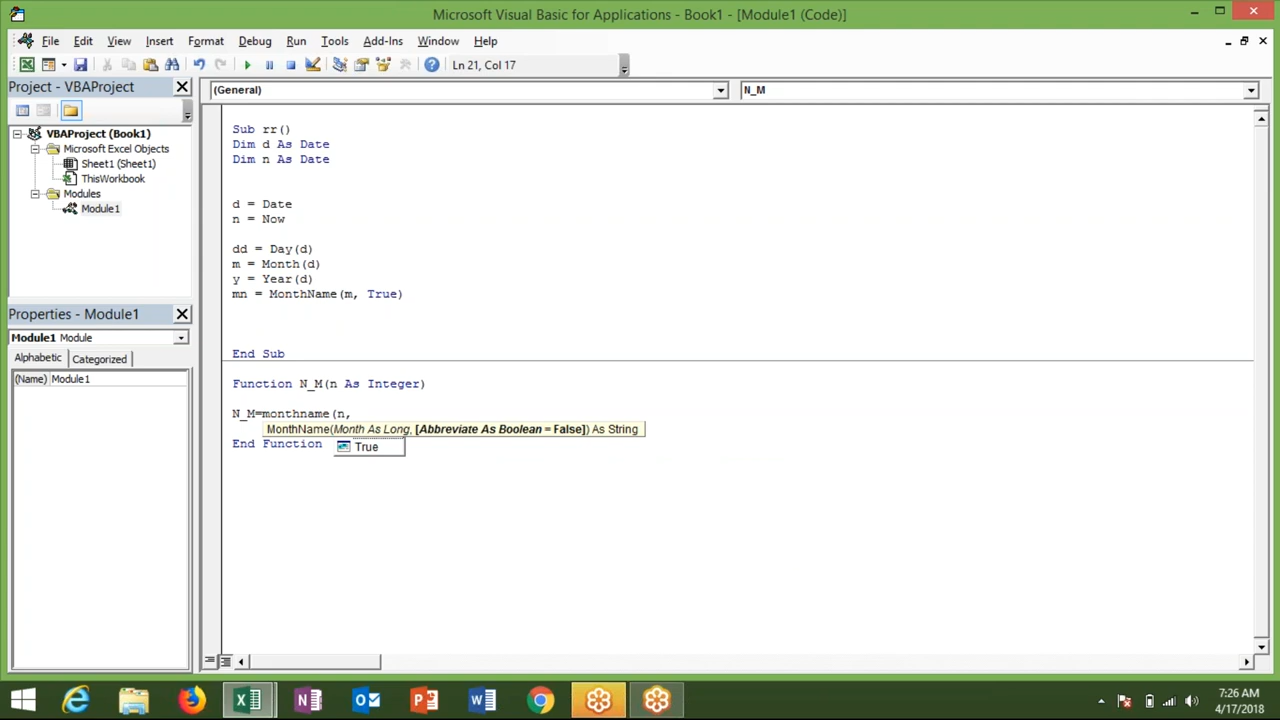 Microsoft Visual Basic for Applications - Book1 - [Module1 (Code)]
File Edit View Insert Format Debug Run Tools Add-Ins Window Help
Ln 21, Col 17
Project - VBAProject
(General)
N_M
VBAProject (Book1)
Microsoft Excel Objects
Sheet1 (Sheet1)
ThisWorkbook
Modules
Module1
Properties - Module1
Module1 Module
Alphabetic Categorized
(Name) Module1
Sub rr()
Dim d As Date
Dim n As Date
d = Date
n = Now
dd = Day(d)
m = Month(d)
y = Year(d)
mn = MonthName(m, True)
End Sub
Function N_M(n As Integer)
N_M=monthname(n,
MonthName(Month As Long, [Abbreviate As Boolean = False]) As String
End Function
True
7:26 AM
4/17/2018